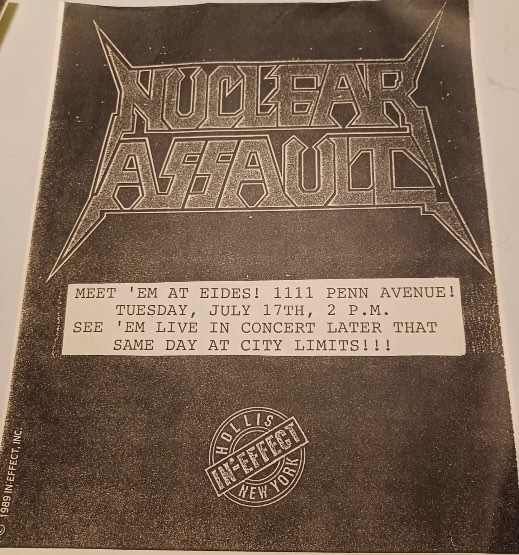 NUCLEAR
ASSAULT
MEET 'EM AT EIDES! 1111 PENN AVENUE!
TUESDAY, JULY 17TH, 2 P.M.
SEE 'EM LIVE IN CONCERT LATER THAT
SAME DAY AT CITY LIMITS!!!
HOLLIS
IN-EFFECT
NEW YORK
© 1989 IN-EFFECT, INC.